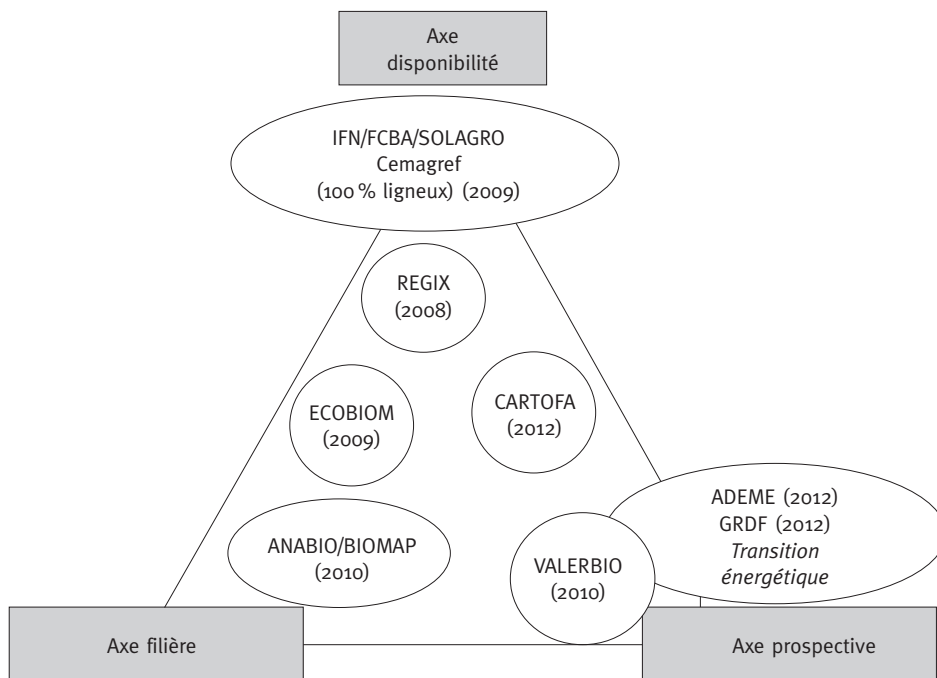 Axe
disponibilité
IFN/FCBA/SOLAGRO
Cemagref
(100 % ligneux) (2009)
REGIX
(2008)
ECOBIOM
(2009)
CARTOFA
(2012)
ANABIO/BIOMAP
(2010)
VALERBIO
(2010)
ADEME (2012)
GRDF (2012)
Transition
énergétique
Axe filière
Axe prospective